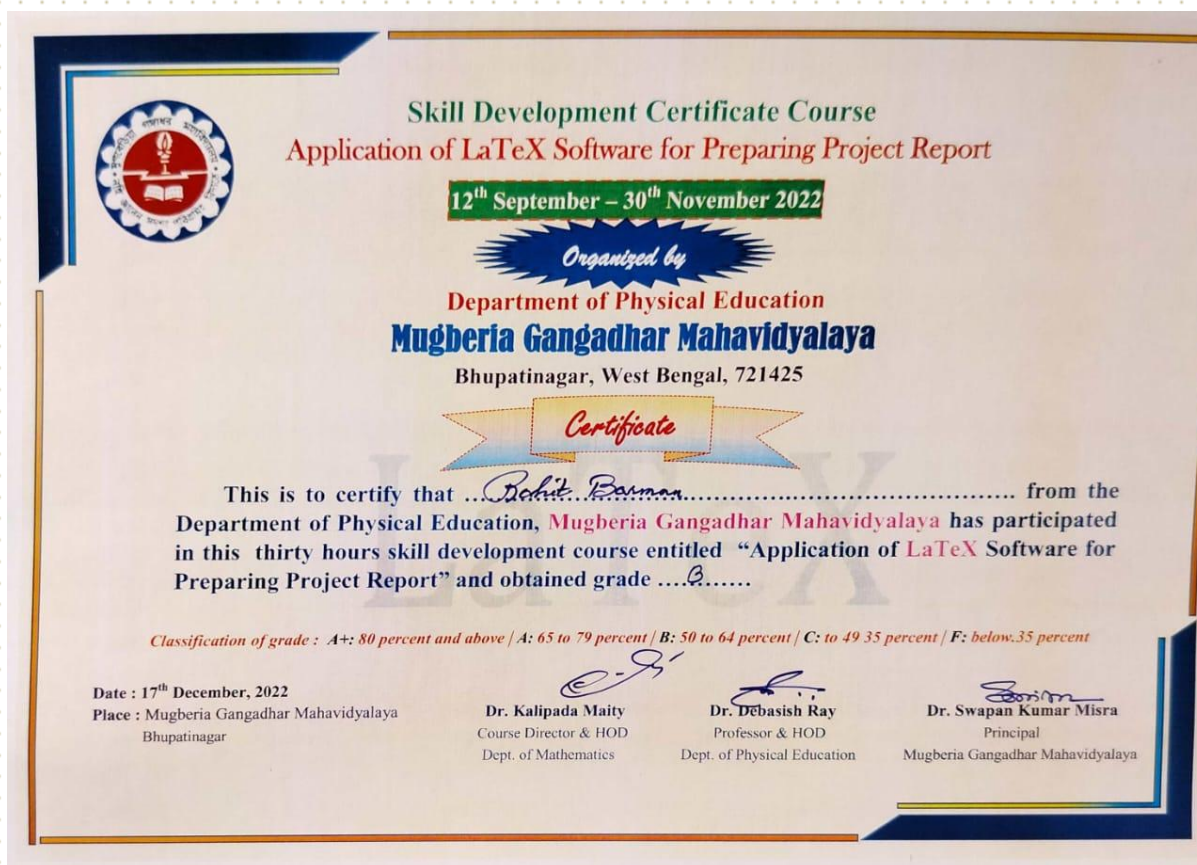 Skill Development Certificate Course
Application of LaTeX Software for Preparing Project Report
12th September – 30th November 2022
Organized by
Department of Physical Education
Mugberia Gangadhar Mahavidyalaya
Bhupatinagar, West Bengal, 721425
Certificate
LaTeX
This is to certify that ...Rohit Barman................................................ from the
Department of Physical Education, Mugberia Gangadhar Mahavidyalaya has participated
in this thirty hours skill development course entitled “Application of LaTeX Software for
Preparing Project Report” and obtained grade ....B......
Classification of grade : A+: 80 percent and above / A: 65 to 79 percent / B: 50 to 64 percent / C: to 49 35 percent / F: below.35 percent
Date : 17th December, 2022
Place : Mugberia Gangadhar Mahavidyalaya
Bhupatinagar
Dr. Kalipada Maity
Course Director & HOD
Dept. of Mathematics
Dr. Debasish Ray
Professor & HOD
Dept. of Physical Education
Dr. Swapan Kumar Misra
Principal
Mugberia Gangadhar Mahavidyalaya